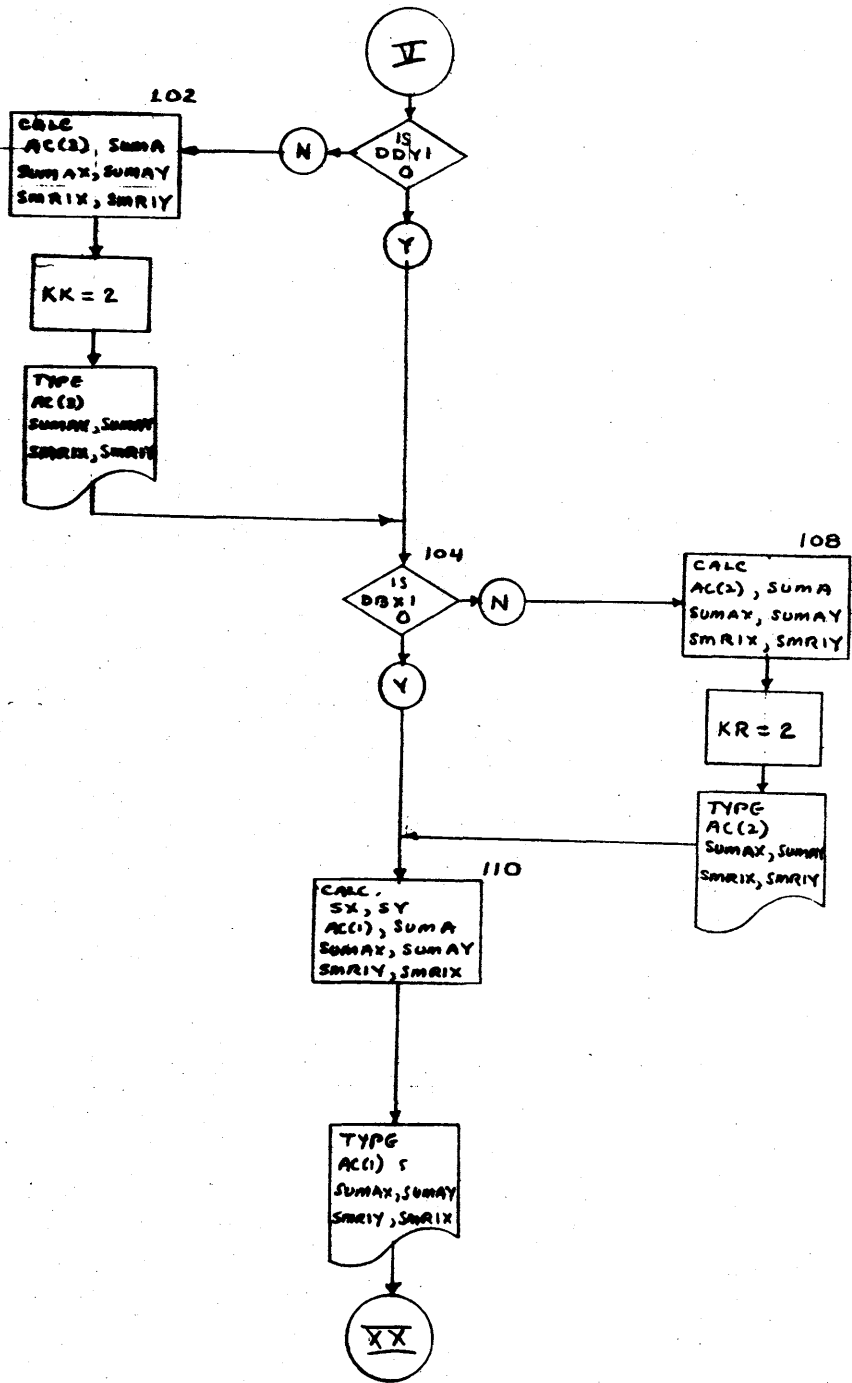 V
102
CALC
AC(3), SUMA
SUMAX, SUMAY
SMRIX, SMRIY
N
IS
DDY1
0
Y
KK = 2
TYPE
AC(3)
SUMAX, SUMAY
SMRIX, SMRIY
104
IS
DBX1
0
N
108
CALC
AC(2), SUMA
SUMAX, SUMAY
SMRIX, SMRIY
Y
KR = 2
TYPE
AC(2)
SUMAX, SUMAY
SMRIX, SMRIY
110
CALC.
SX, SY
AC(1), SUMA
SUMAX, SUMAY
SMRIY, SMRIX
TYPE
AC(1)
SUMAX, SUMAY
SMRIY, SMRIX
XX